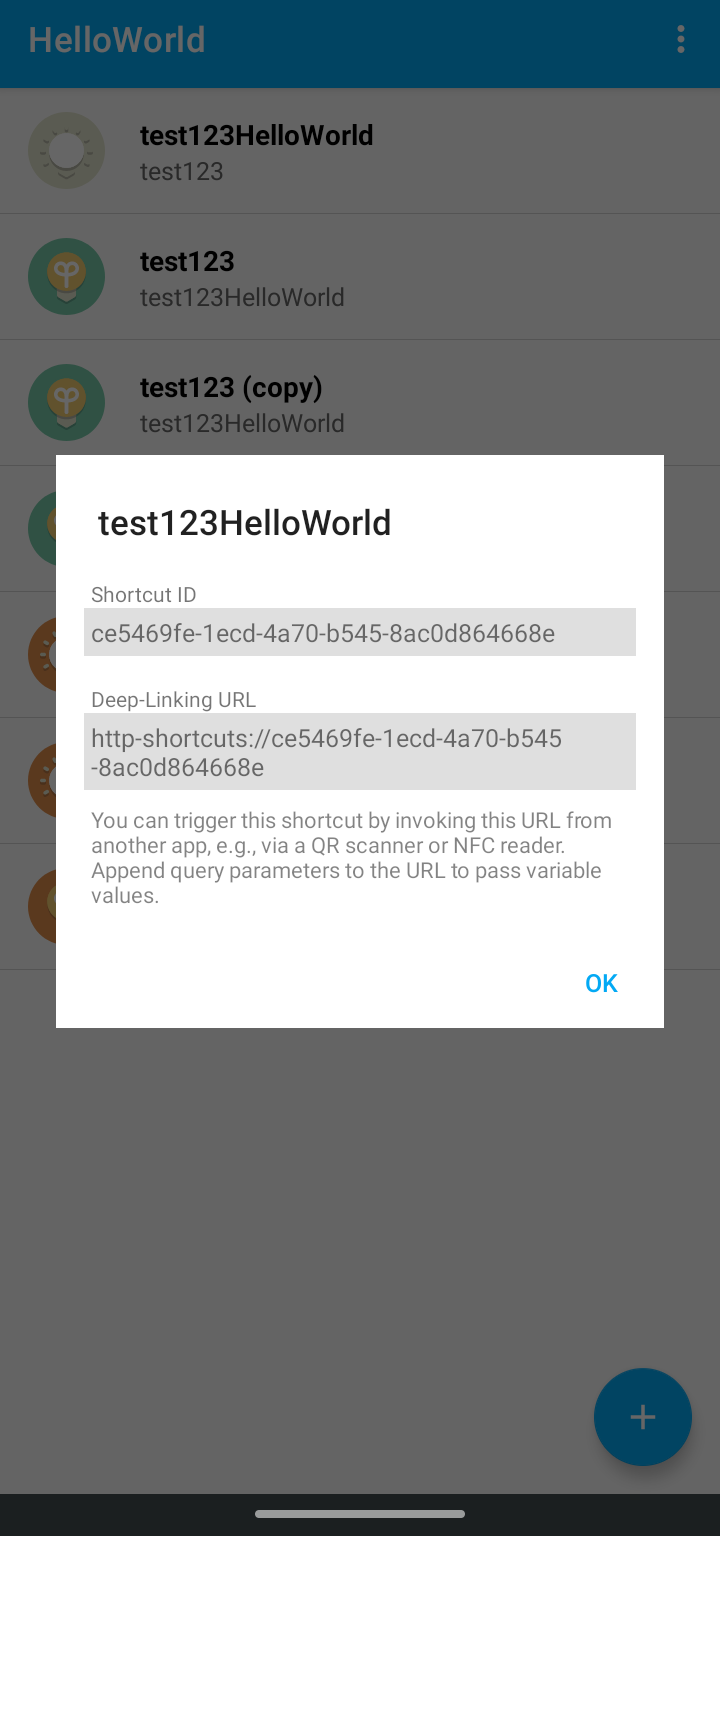 HelloWorld
test123HelloWorld
test123
test123
test123HelloWorld
test123 (copy)
test123HelloWorld
test123HelloWorld
Shortcut ID
ce5469fe-1ecd-4a70-b545-8ac0d864668e
Deep-Linking URL
http-shortcuts://ce5469fe-1ecd-4a70-b545
-8ac0d864668e
You can trigger this shortcut by invoking this URL from
another app, e.g., via a QR scanner or NFC reader.
Append query parameters to the URL to pass variable
values.
OK